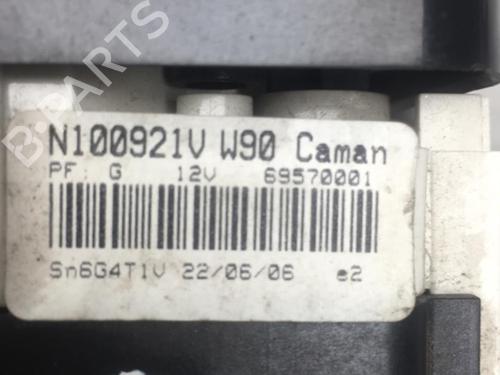 B-PARTS
N100921V W90 Caman
PF: G 12V 69570001
Sn6G4T1V 22/06/06 e2